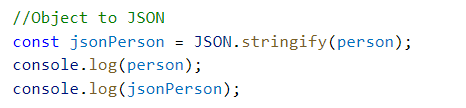 //Object to JSON
const jsonPerson = JSON.stringify(person);
console.log(person);
console.log(jsonPerson);